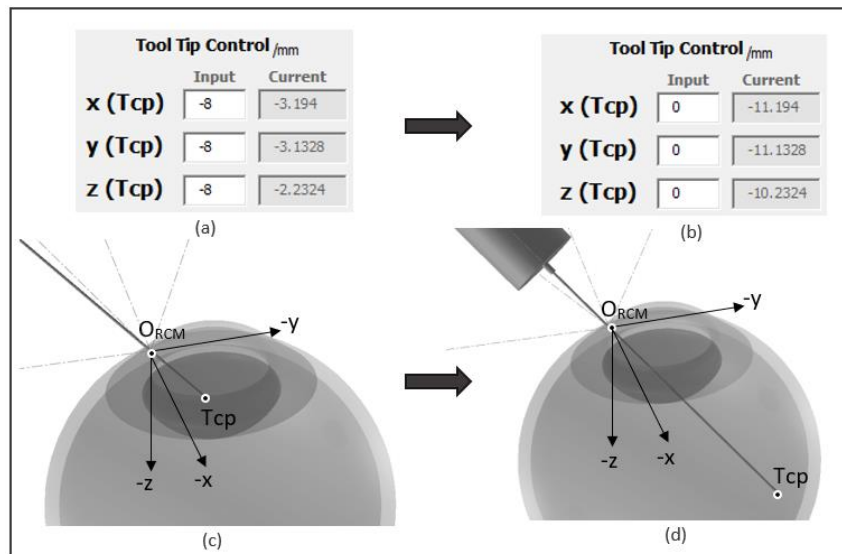 Tool Tip Control /mm
Input Current
x (Tcp) -8 -3.194
y (Tcp) -8 -3.1328
z (Tcp) -8 -2.2324
(a)
Tool Tip Control /mm
Input Current
x (Tcp) 0 -11.194
y (Tcp) 0 -11.1328
z (Tcp) 0 -10.2324
(b)
ORCM
-y
Tcp
-z
-x
(c)
ORCM
-y
-z
-x
Tcp
(d)